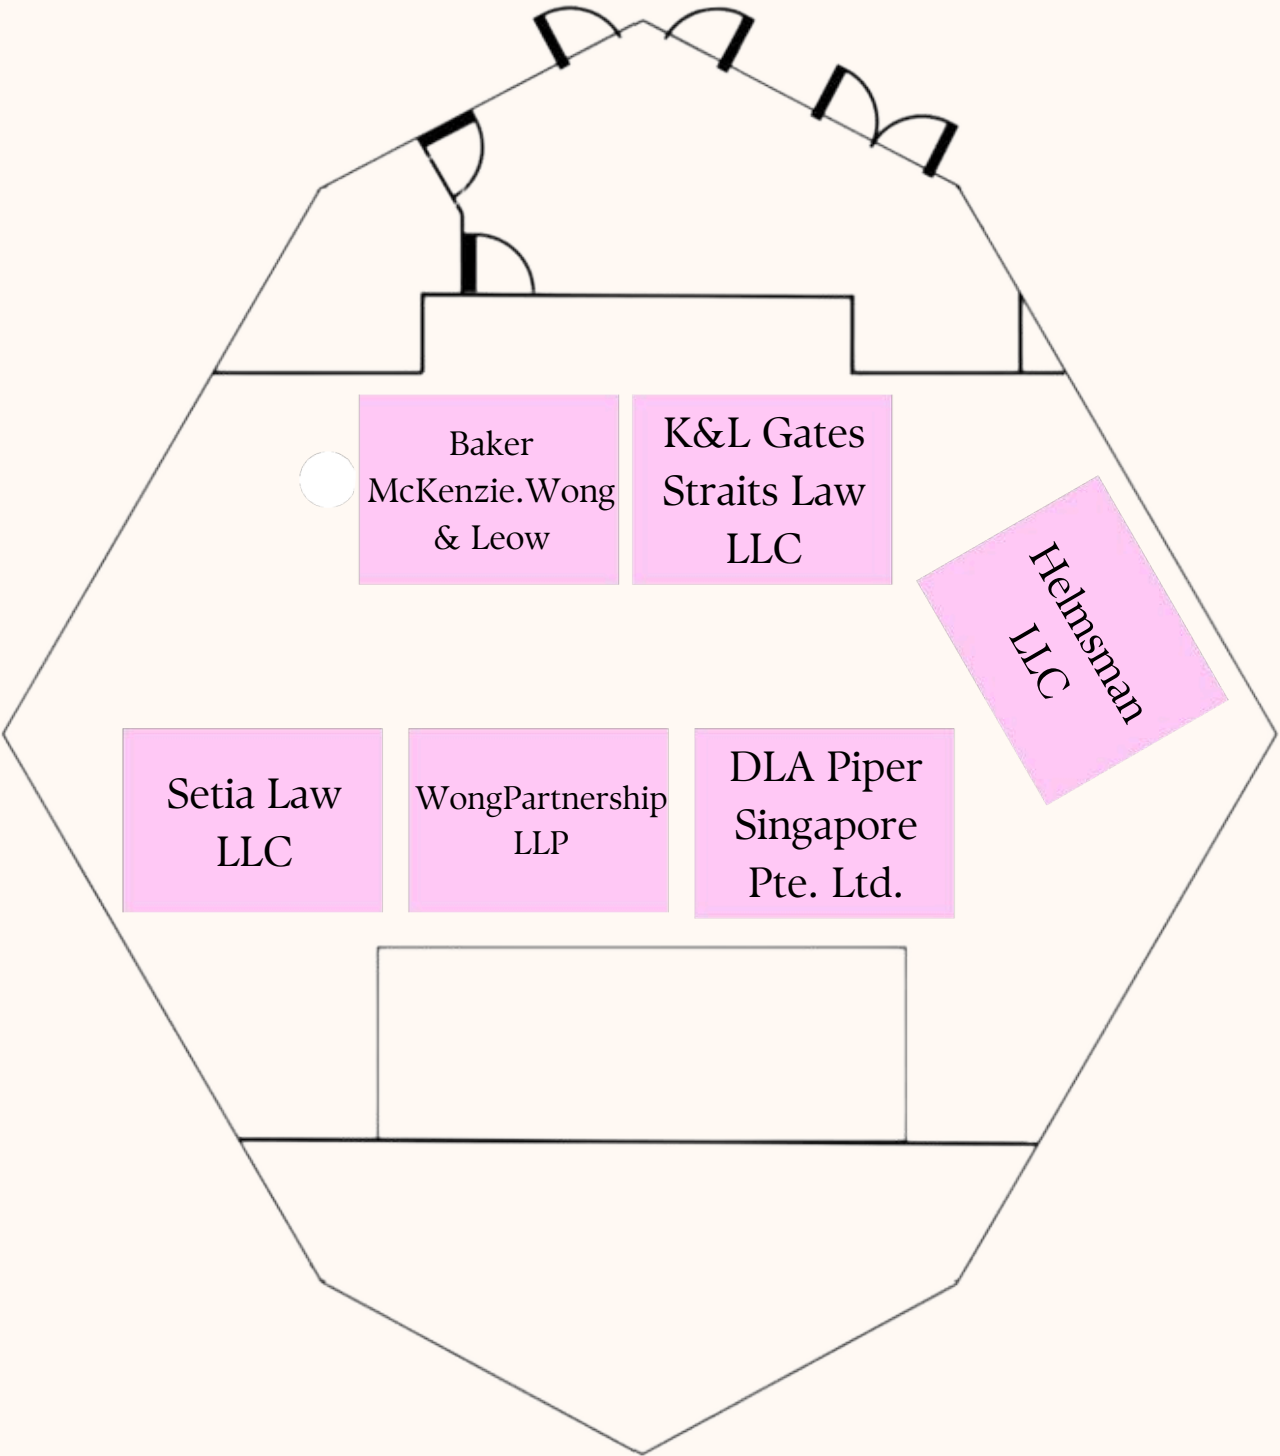 Baker
McKenzie.Wong
& Leow
K&L Gates
Straits Law
LLC
Helmsman
LLC
Setia Law
LLC
WongPartnership
LLP
DLA Piper
Singapore
Pte. Ltd.